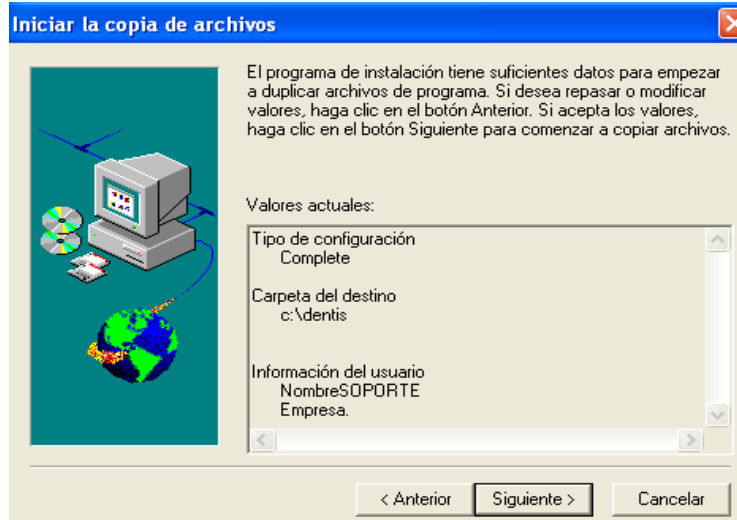 Iniciar la copia de archivos
El programa de instalación tiene suficientes datos para empezar
a duplicar archivos de programa. Si desea repasar o modificar
valores, haga clic en el botón Anterior. Si acepta los valores,
haga clic en el botón Siguiente para comenzar a copiar archivos.
Valores actuales:
Tipo de configuración
Complete
Carpeta del destino
c:\dentis
Información del usuario
NombreSOPORTE
Empresa.
< Anterior
Siguiente >
Cancelar